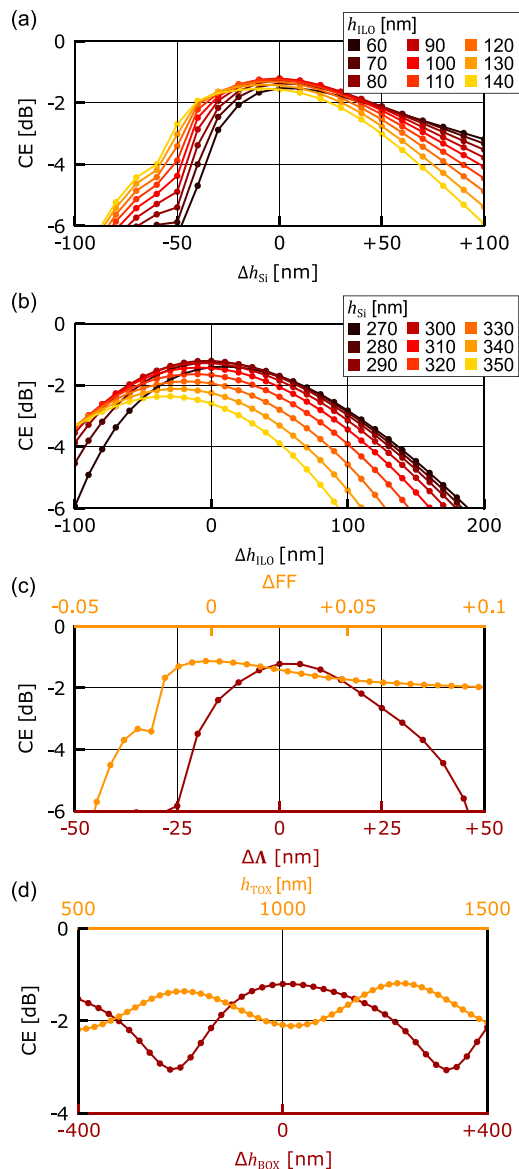 (a)
h_ILO [nm]
60 90 120
70 100 130
80 110 140
0
-2
-4
-6
CE [dB]
-100 -50 0 +50 +100
Δh_Si [nm]
(b)
h_Si [nm]
270 300 330
280 310 340
290 320 350
0
-2
-4
-6
CE [dB]
-100 0 100 200
Δh_ILO [nm]
(c)
ΔFF
-0.05 0 +0.05 +0.1
0
-2
-4
-6
CE [dB]
-50 -25 0 +25 +50
ΔΛ [nm]
(d)
h_TOX [nm]
500 1000 1500
0
-2
-4
CE [dB]
-400 0 +400
Δh_BOX [nm]